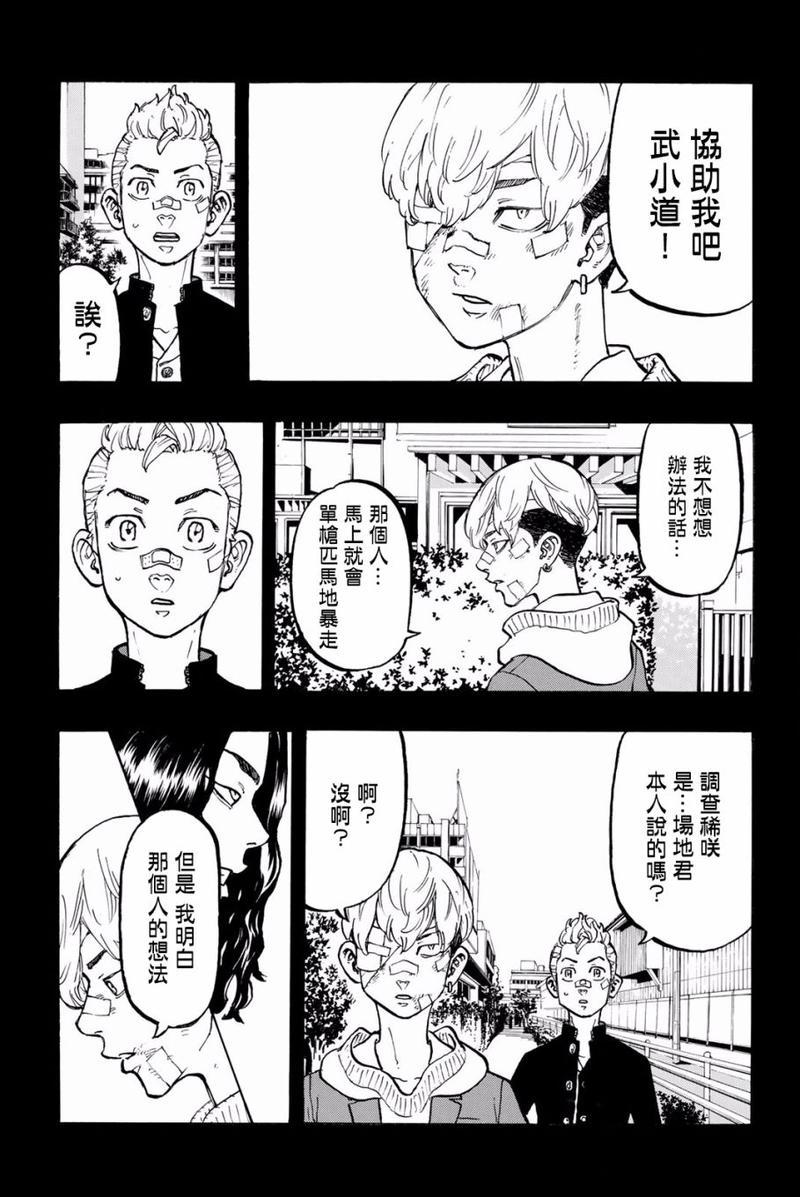 協助我吧
武小道！
誒？
我不想想
辦法的話…
那個人…
馬上就會
單槍匹馬地暴走
調查稀咲
是…場地君
本人說的嗎？
啊？
沒啊？
但是 我明白
那個人的想法